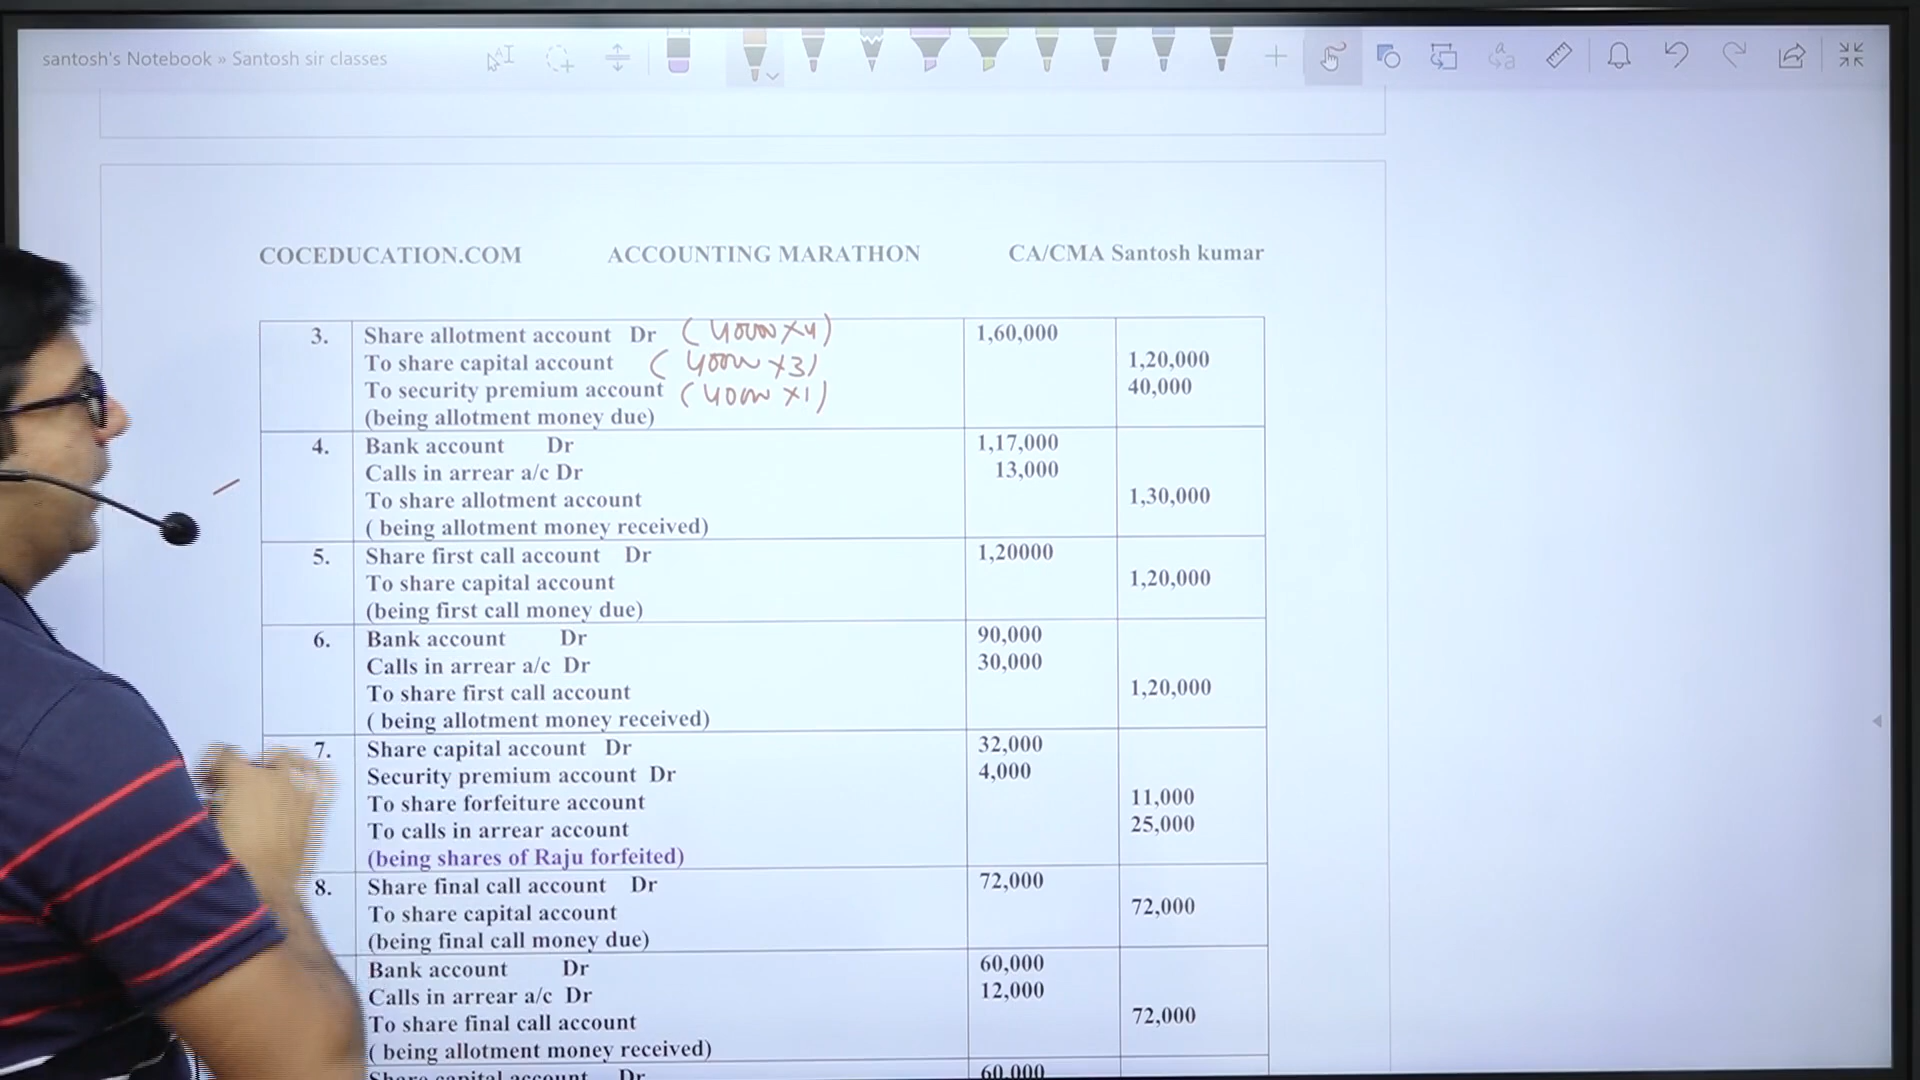 santosh's Notebook » Santosh sir classes
COCEDUCATION.COM ACCOUNTING MARATHON CA/CMA Santosh kumar
3. Share allotment account Dr (40000 x 4) 1,60,000
To share capital account (40000 x 3) 1,20,000
To security premium account (40000 x 1) 40,000
(being allotment money due)
4. Bank account Dr 1,17,000
Calls in arrear a/c Dr 13,000
To share allotment account 1,30,000
( being allotment money received)
5. Share first call account Dr 1,20000
To share capital account 1,20,000
(being first call money due)
6. Bank account Dr 90,000
Calls in arrear a/c Dr 30,000
To share first call account 1,20,000
( being allotment money received)
7. Share capital account Dr 32,000
Security premium account Dr 4,000
To share forfeiture account 11,000
To calls in arrear account 25,000
(being shares of Raju forfeited)
8. Share final call account Dr 72,000
To share capital account 72,000
(being final call money due)
Bank account Dr 60,000
Calls in arrear a/c Dr 12,000
To share final call account 72,000
( being allotment money received)
Share capital account Dr 60,000